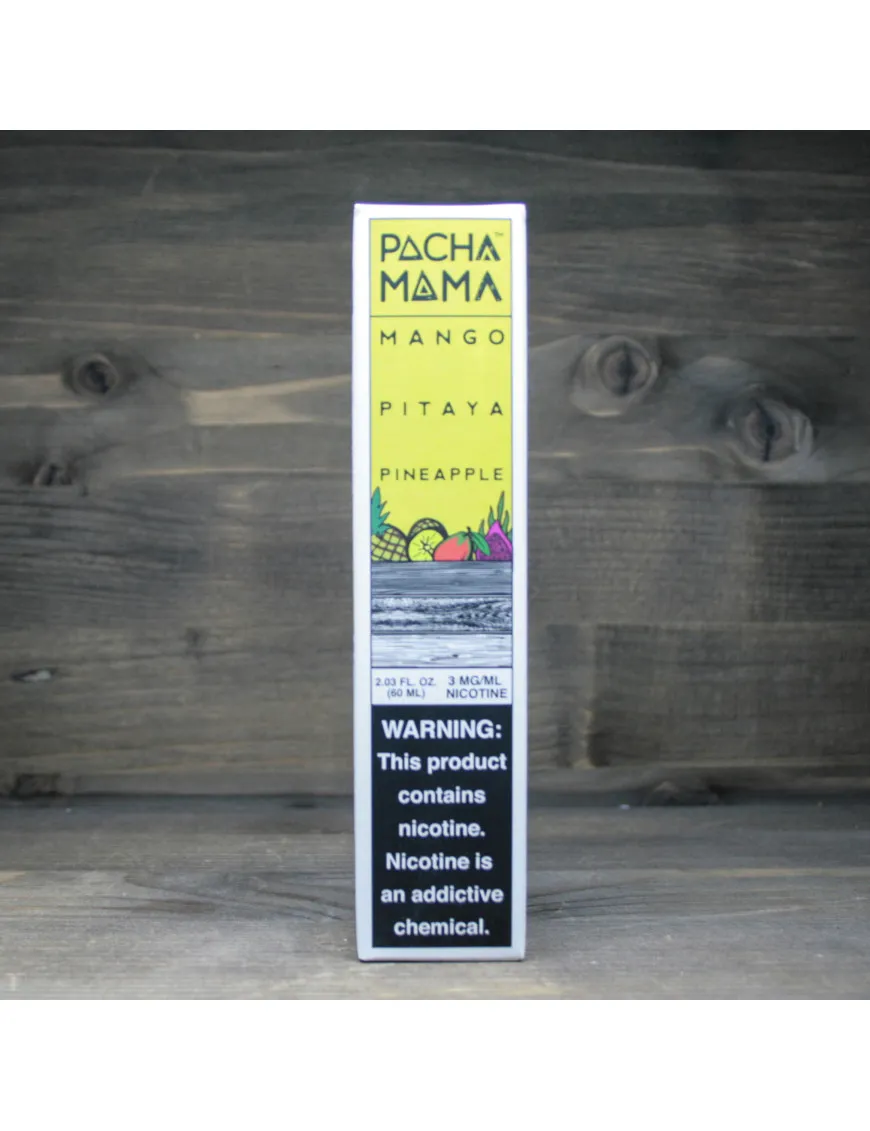 PACHA™
MAMA
MANGO
PITAYA
PINEAPPLE
2.03 FL. OZ. 3 MG/ML
(60 ML) NICOTINE
WARNING:
This product
contains
nicotine.
Nicotine is
an addictive
chemical.